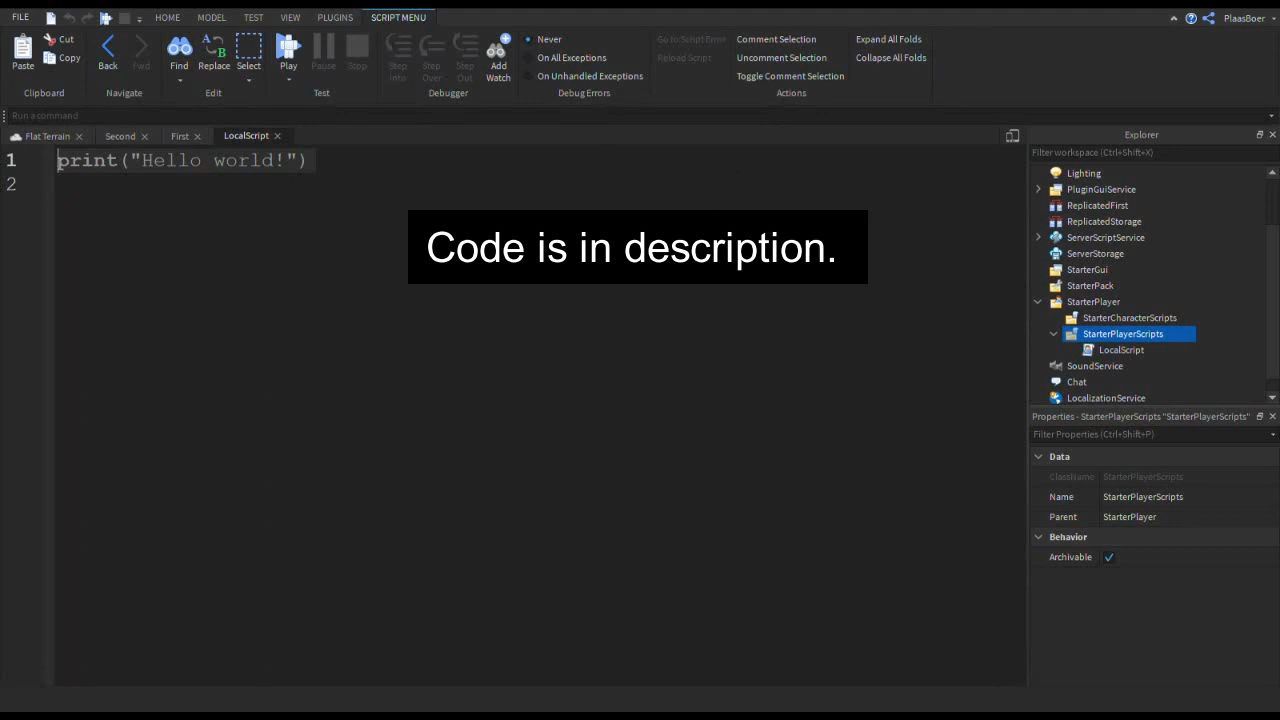 FILE
HOME
MODEL
TEST
VIEW
PLUGINS
SCRIPT MENU
PlaasBoer
Paste
Cut
Copy
Clipboard
Back
Fwd
Navigate
Find
Replace
Select
Edit
Play
Pause
Stop
Test
Step Into
Step Over
Step Out
Add Watch
Debugger
Never
On All Exceptions
On Unhandled Exceptions
Debug Errors
Go to Script Error
Reload Script
Comment Selection
Uncomment Selection
Toggle Comment Selection
Actions
Expand All Folds
Collapse All Folds
Run a command
Flat Terrain
Second
First
LocalScript
1 print("Hello world!")
2
Code is in description.
Explorer
Filter workspace (Ctrl+Shift+X)
Lighting
PluginGuiService
ReplicatedFirst
ReplicatedStorage
ServerScriptService
ServerStorage
StarterGui
StarterPack
StarterPlayer
StarterCharacterScripts
StarterPlayerScripts
LocalScript
SoundService
Chat
LocalizationService
Properties - StarterPlayerScripts "StarterPlayerScripts"
Filter Properties (Ctrl+Shift+P)
Data
ClassName StarterPlayerScripts
Name StarterPlayerScripts
Parent StarterPlayer
Behavior
Archivable